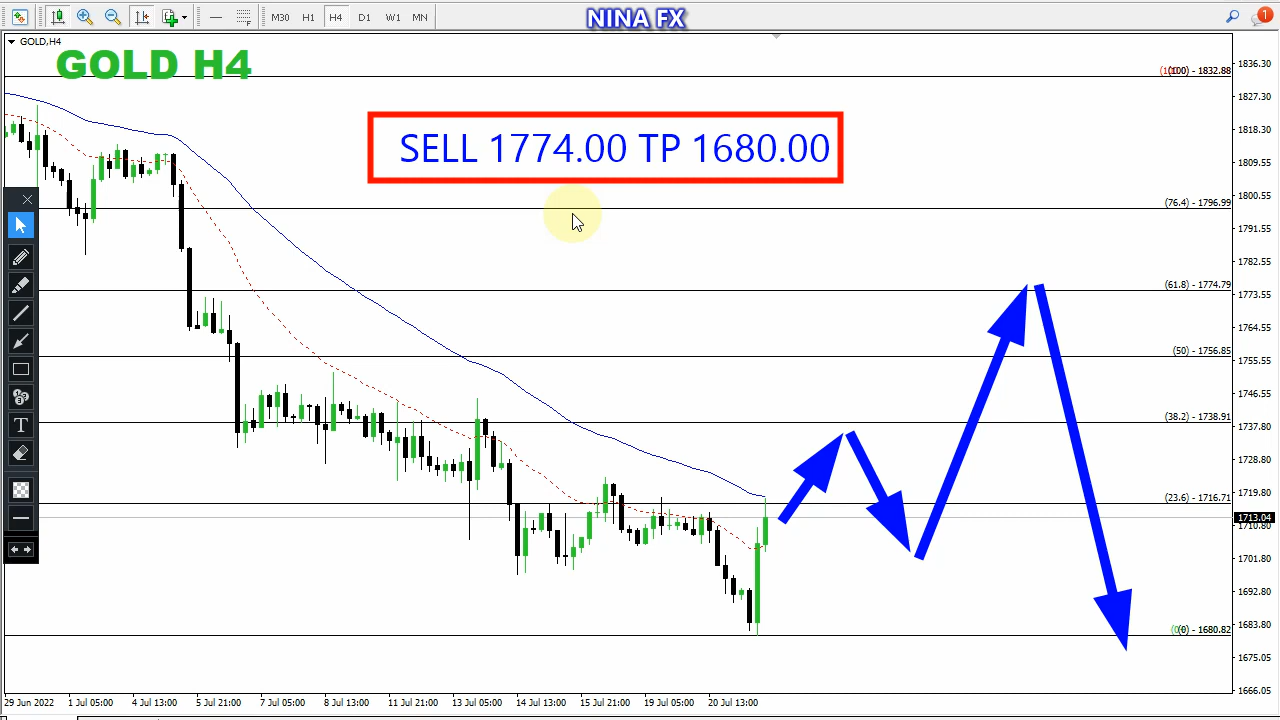 M30 H1 H4 D1 W1 MN
NINA FX
1
GOLD,H4
GOLD H4
SELL 1774.00 TP 1680.00
(100) - 1832.88
(76.4) - 1796.99
(61.8) - 1774.79
(50) - 1756.85
(38.2) - 1738.91
(23.6) - 1716.71
(0) - 1680.82
1836.30
1827.30
1818.30
1809.55
1800.55
1791.55
1782.55
1773.55
1764.55
1755.55
1746.55
1737.80
1728.80
1719.80
1713.04
1710.80
1701.80
1692.80
1683.80
1675.05
1666.05
T
29 Jun 2022 1 Jul 05:00 4 Jul 13:00 5 Jul 21:00 7 Jul 05:00 8 Jul 13:00 11 Jul 21:00 13 Jul 05:00 14 Jul 13:00 15 Jul 21:00 19 Jul 05:00 20 Jul 13:00